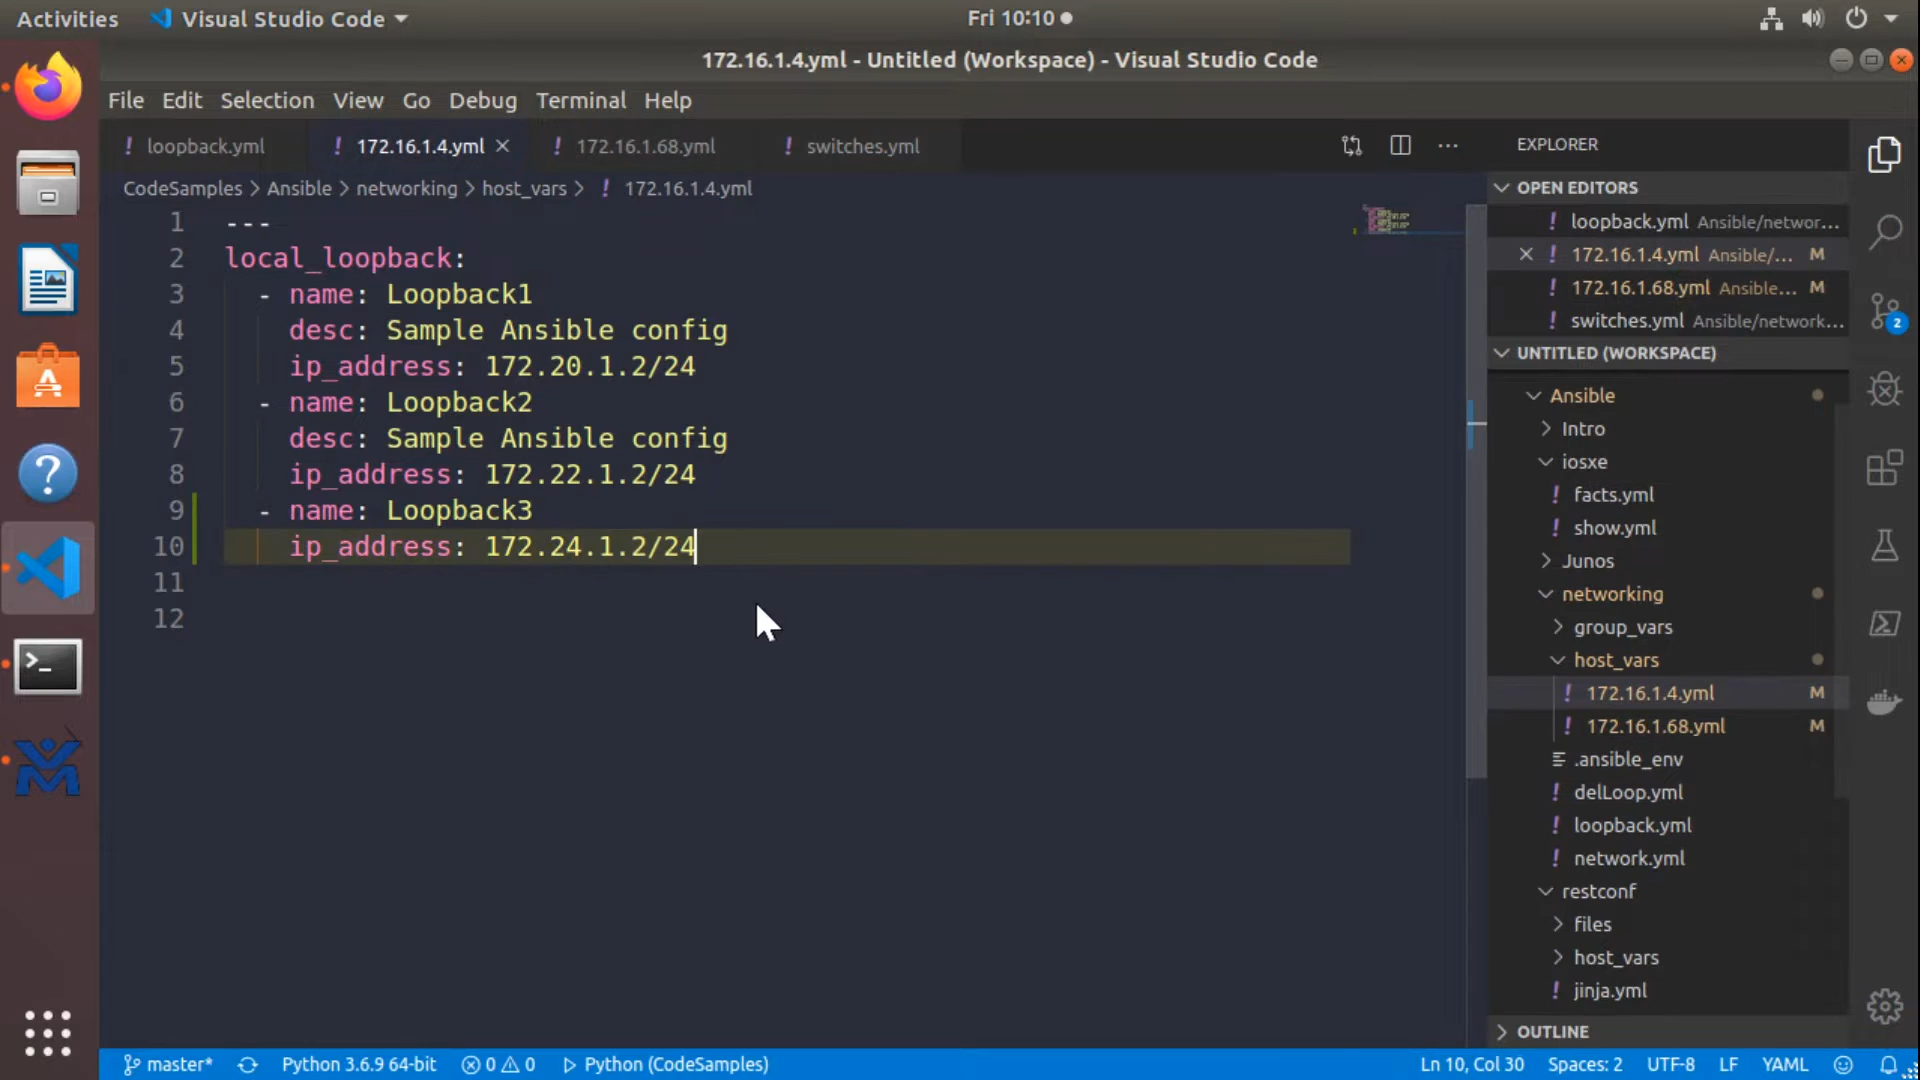 Activities Visual Studio Code Fri 10:10
172.16.1.4.yml - Untitled (Workspace) - Visual Studio Code
File Edit Selection View Go Debug Terminal Help
! loopback.yml ! 172.16.1.4.yml ! 172.16.1.68.yml ! switches.yml
CodeSamples > Ansible > networking > host_vars > ! 172.16.1.4.yml
1 ---
2 local_loopback:
3 - name: Loopback1
4 desc: Sample Ansible config
5 ip_address: 172.20.1.2/24
6 - name: Loopback2
7 desc: Sample Ansible config
8 ip_address: 172.22.1.2/24
9 - name: Loopback3
10 ip_address: 172.24.1.2/24
11
12
EXPLORER
OPEN EDITORS
! loopback.yml Ansible/networ...
! 172.16.1.4.yml Ansible/... M
! 172.16.1.68.yml Ansible... M
! switches.yml Ansible/network...
UNTITLED (WORKSPACE)
Ansible
Intro
iosxe
! facts.yml
! show.yml
Junos
networking
group_vars
host_vars
! 172.16.1.4.yml M
! 172.16.1.68.yml M
.ansible_env
! delLoop.yml
! loopback.yml
! network.yml
restconf
files
host_vars
! jinja.yml
OUTLINE
2
master* Python 3.6.9 64-bit 0 0 Python (CodeSamples) Ln 10, Col 30 Spaces: 2 UTF-8 LF YAML